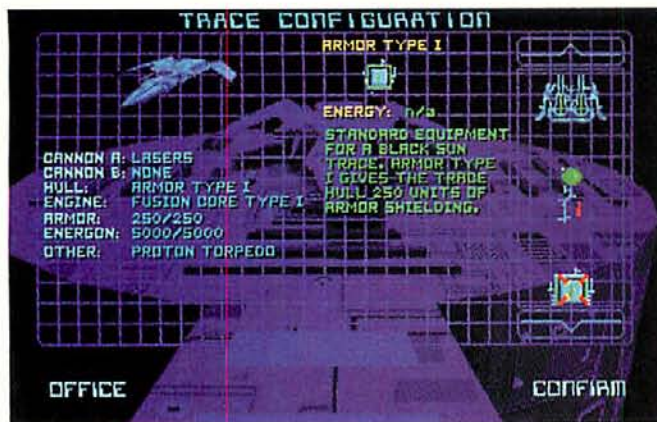 TRACE CONFIGURATION
ARMOR TYPE I
ENERGY: n/a
STANDARD EQUIPMENT
FOR A BLACK SUN
TRACE. ARMOR TYPE
I GIVES THE TRACE
HULL 250 UNITS OF
ARMOR SHIELDING.
CANNON A: LASERS
CANNON B: NONE
HULL: ARMOR TYPE I
ENGINE: FUSION CORE TYPE I
ARMOR: 250/250
ENERGON: 5000/5000
OTHER: PROTON TORPEDO
OFFICE
CONFIRM